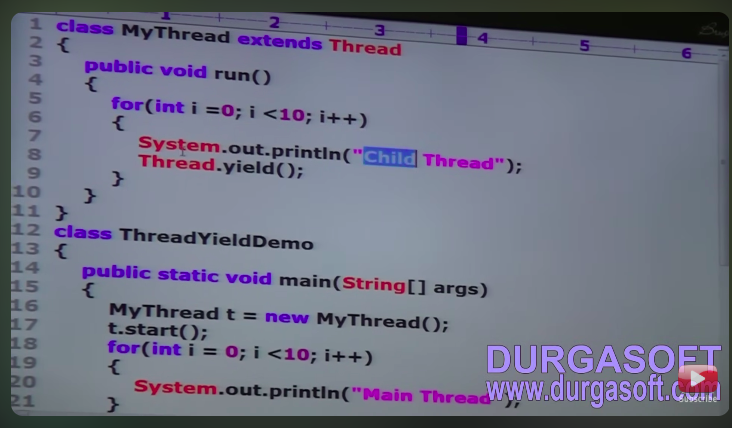 1 2 3 4 5 6
1 class MyThread extends Thread
2 {
3 public void run()
4 {
5 for(int i =0; i <10; i++)
6 {
7 System.out.println("Child Thread");
8 Thread.yield();
9 }
10 }
11 }
12 class ThreadYieldDemo
13 {
14 public static void main(String[] args)
15 {
16 MyThread t = new MyThread();
17 t.start();
18 for(int i = 0; i <10; i++)
19 {
20 System.out.println("Main Thread");
21 }
DURGASOFT
www.durgasoft.com
Subscribe